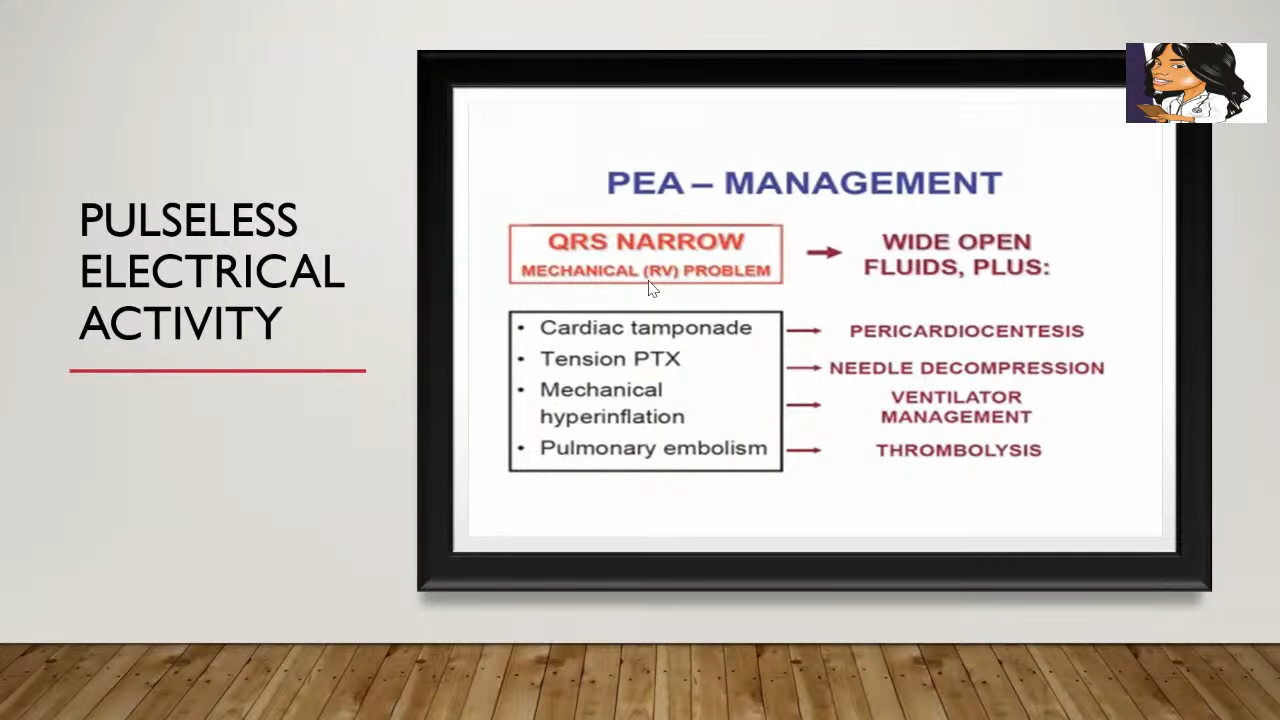 PULSELESS
ELECTRICAL
ACTIVITY
PEA – MANAGEMENT
QRS NARROW
MECHANICAL (RV) PROBLEM
WIDE OPEN
FLUIDS, PLUS:
• Cardiac tamponade
PERICARDIOCENTESIS
• Tension PTX
NEEDLE DECOMPRESSION
• Mechanical
hyperinflation
VENTILATOR
MANAGEMENT
• Pulmonary embolism
THROMBOLYSIS